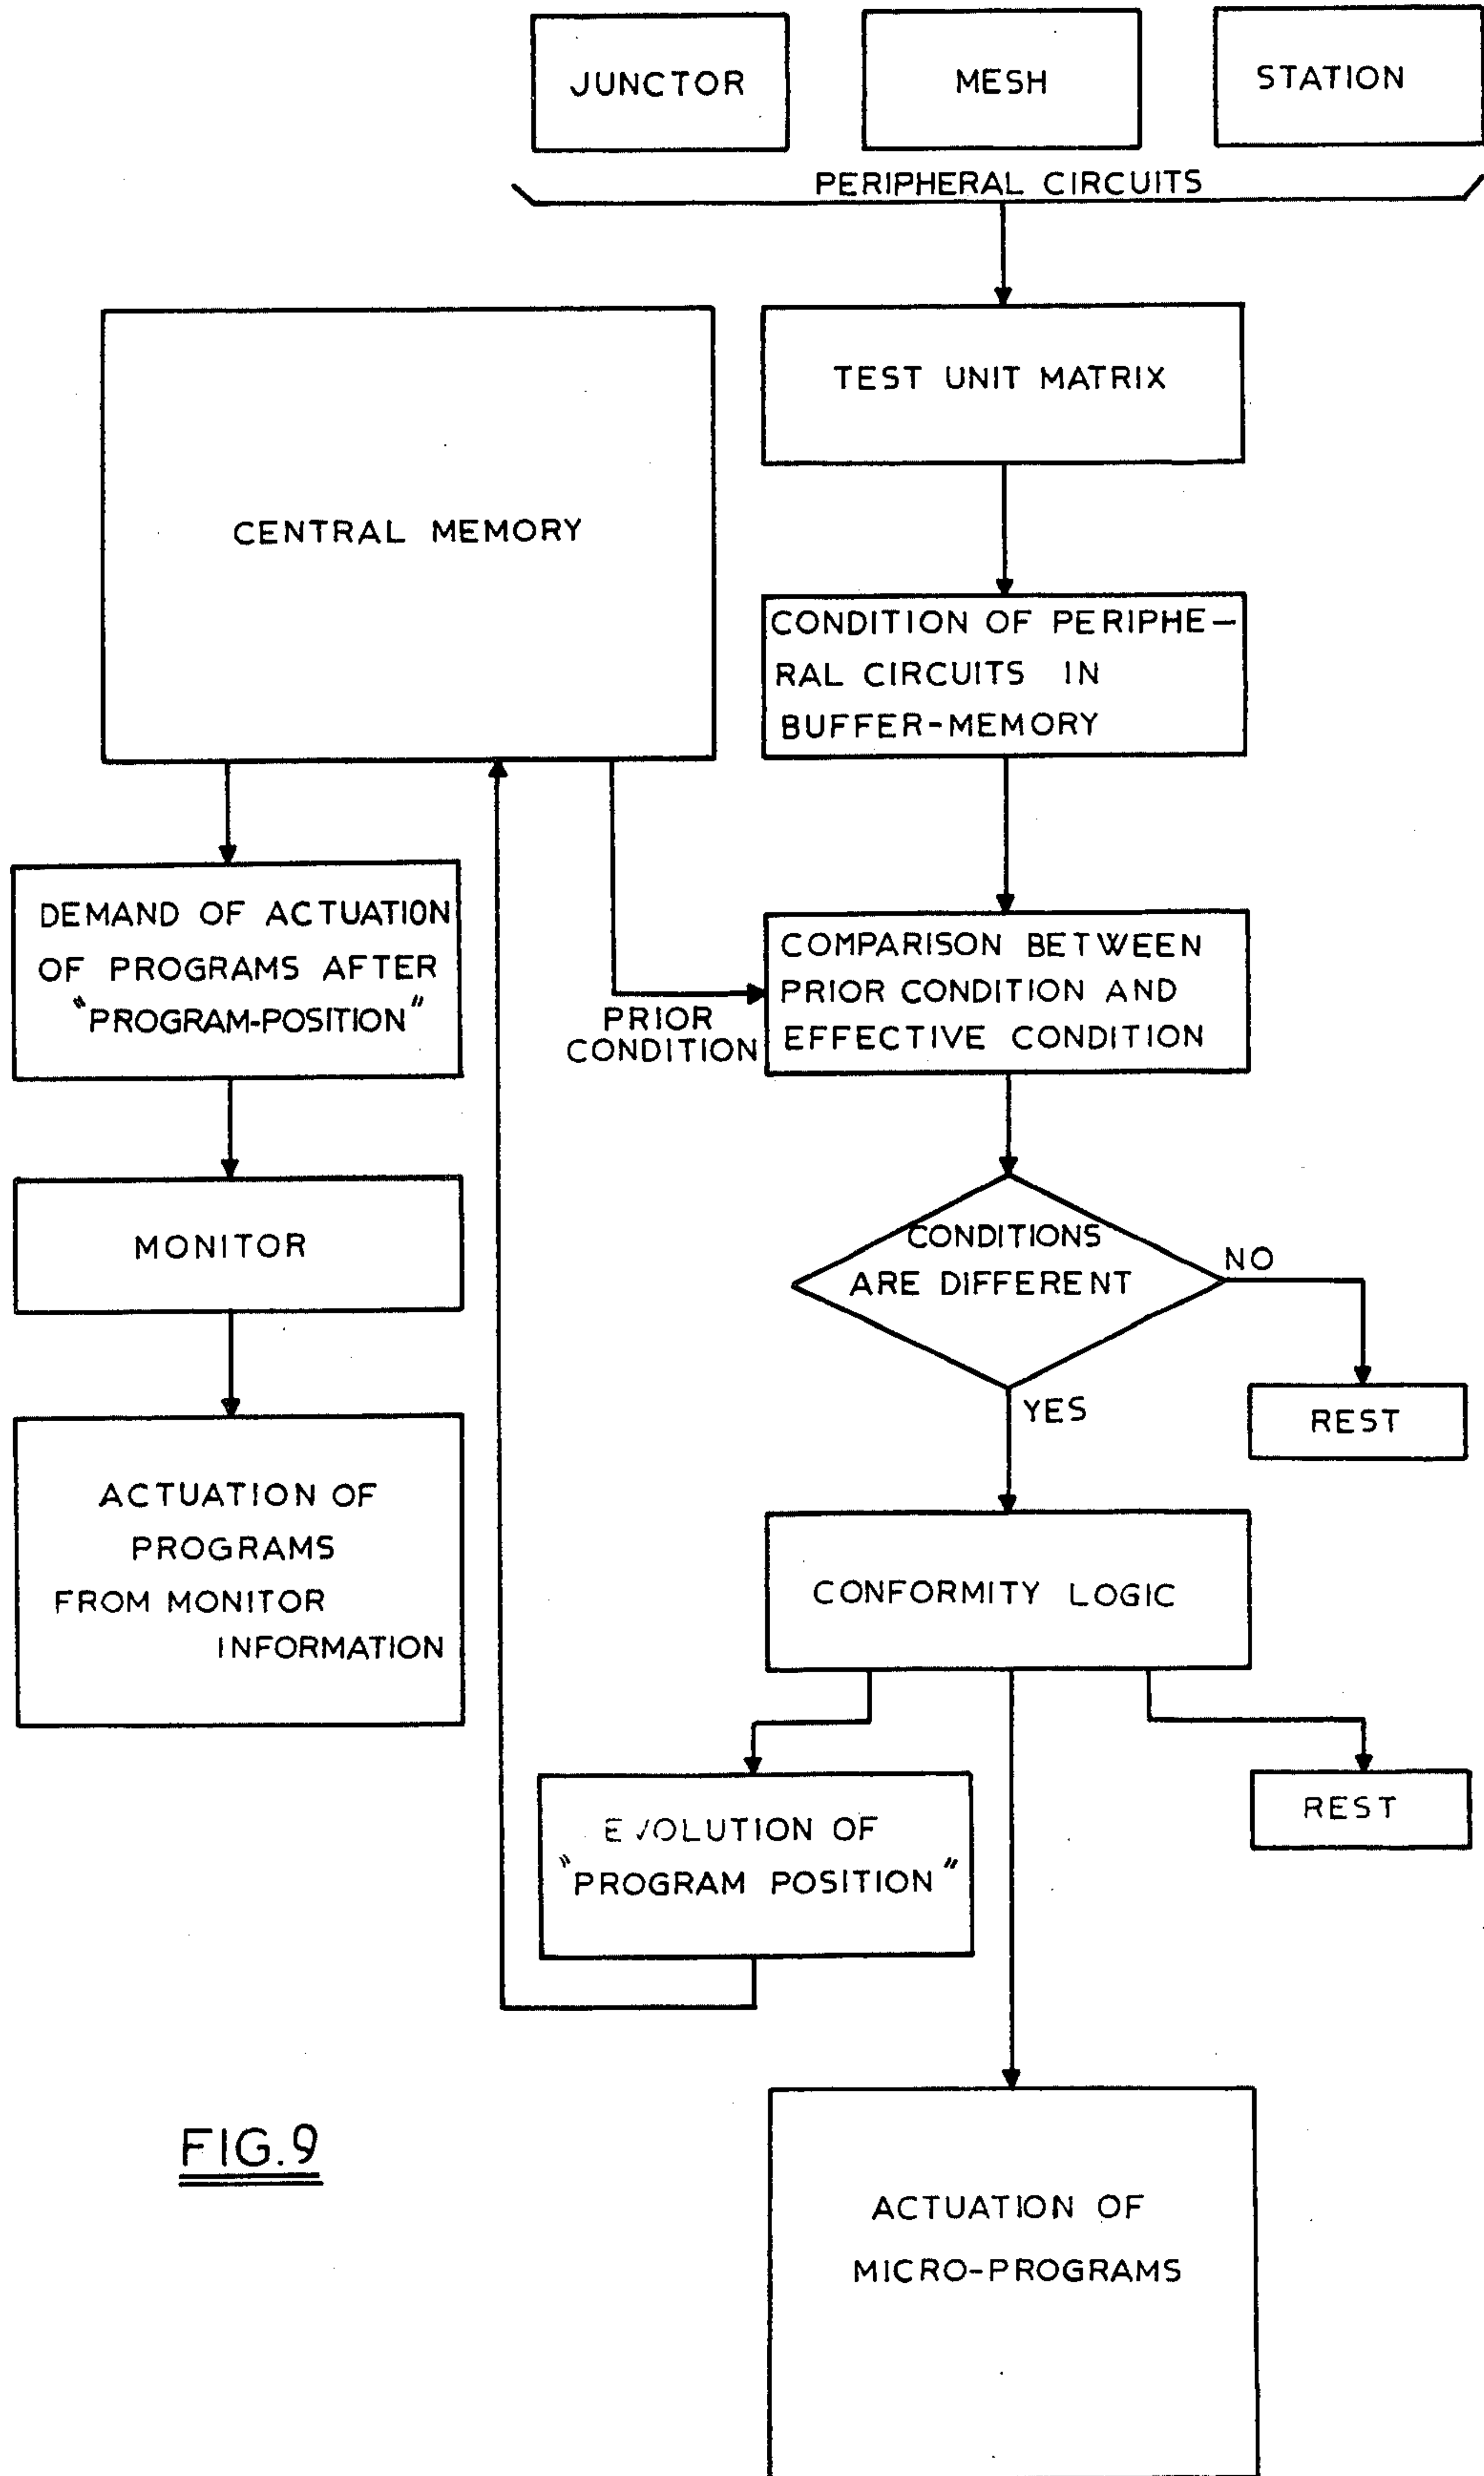 JUNCTOR
MESH
STATION
PERIPHERAL CIRCUITS
TEST UNIT MATRIX
CENTRAL MEMORY
CONDITION OF PERIPHE-
RAL CIRCUITS IN
BUFFER-MEMORY
DEMAND OF ACTUATION
OF PROGRAMS AFTER
"PROGRAM-POSITION"
PRIOR
CONDITION
COMPARISON BETWEEN
PRIOR CONDITION AND
EFFECTIVE CONDITION
MONITOR
CONDITIONS
ARE DIFFERENT
NO
YES
REST
ACTUATION OF
PROGRAMS
FROM MONITOR
INFORMATION
CONFORMITY LOGIC
EVOLUTION OF
"PROGRAM POSITION"
REST
FIG.9
ACTUATION OF
MICRO-PROGRAMS